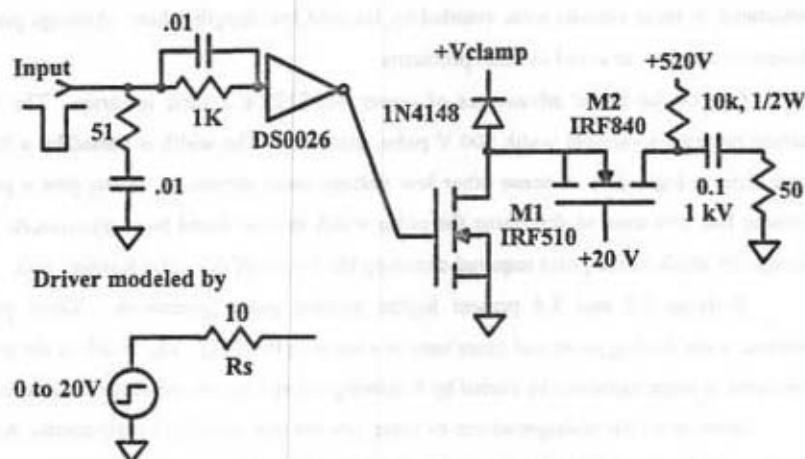 .01
Input
+Vclamp
+520V
51
1K
DS0026
1N4148
M2
IRF840
10k, 1/2W
.01
M1
IRF510
0.1
1 kV
50
+20 V
Driver modeled by
10
Rs
0 to 20V